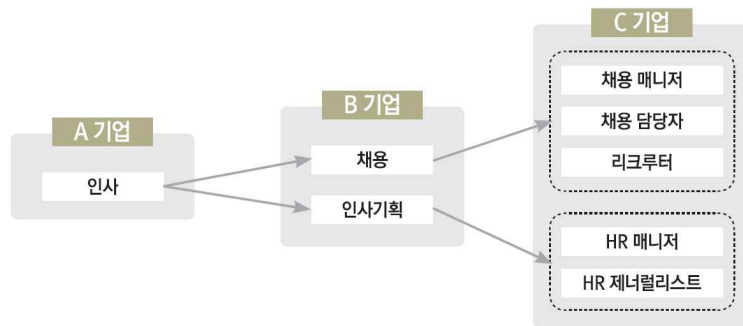 A 기업
인사
B 기업
채용
인사기획
C 기업
채용 매니저
채용 담당자
리크루터
HR 매니저
HR 제너럴리스트